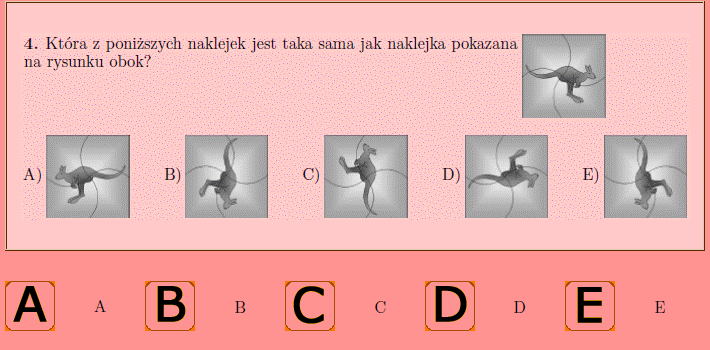 4. Która z poniższych naklejek jest taka sama jak naklejka pokazana
na rysunku obok?
A) B) C) D) E)
A A B B C C D D E E